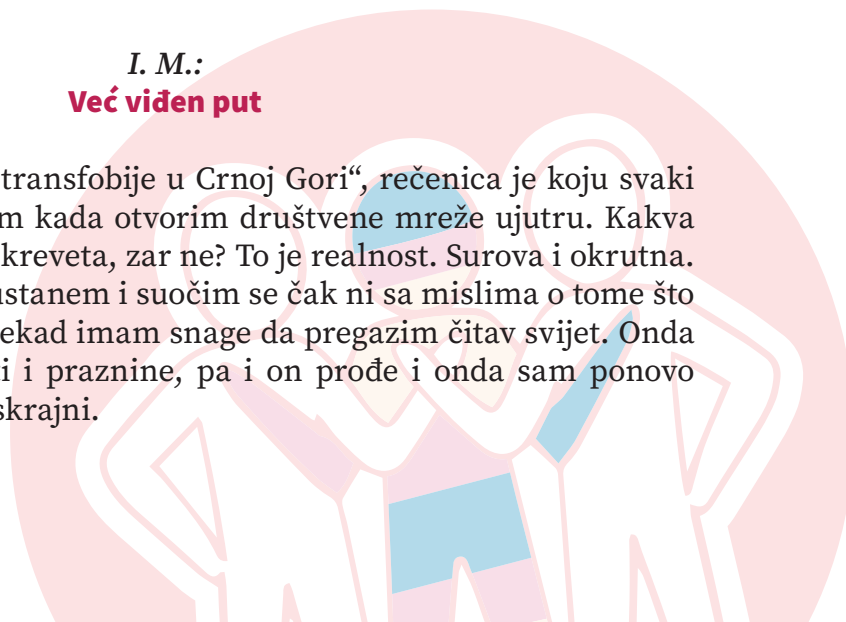 I. M.:
Već viđen put
transfobije u Crnoj Gori“, rečenica je koju svaki
kada otvorim društvene mreže ujutru. Kakva
kreveta, zar ne? To je realnost. Surova i okrutna.
ustanem i suočim se čak ni sa mislima o tome što
ekad imam snage da pregazim čitav svijet. Onda
i praznine, pa i on prođe i onda sam ponovo
skrajni.